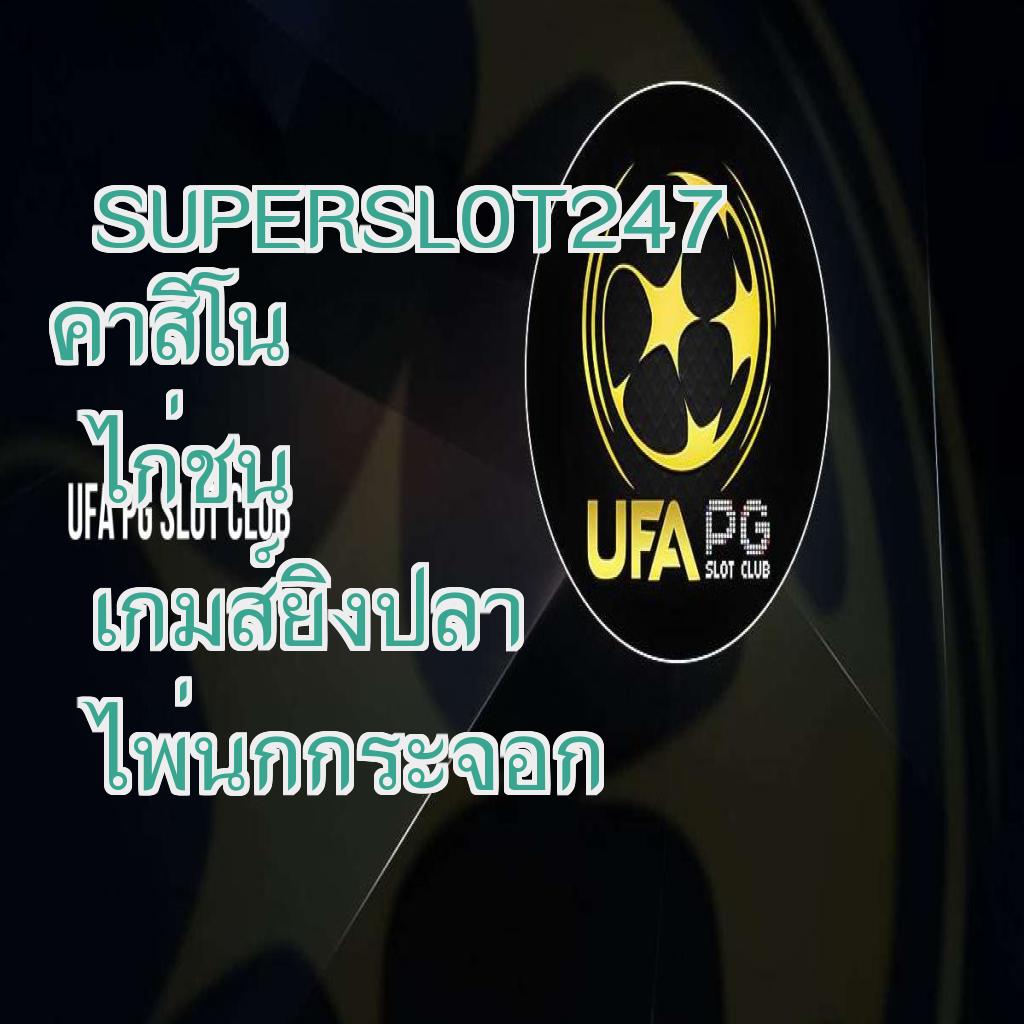 SUPERSLOT247
คาสิโน
ไก่ชน
UFA PG SLOT CLUB
เกมส์ยิงปลา
ไพ่นกกระจอก
UFA PG
SLOT CLUB